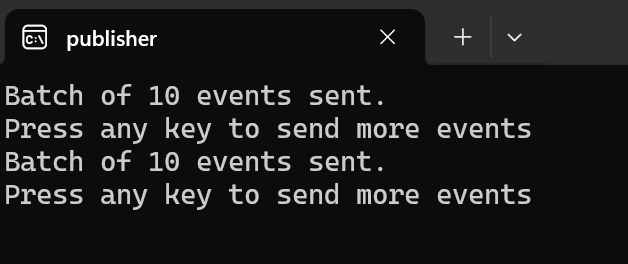 C:\
publisher
Batch of 10 events sent.
Press any key to send more events
Batch of 10 events sent.
Press any key to send more events